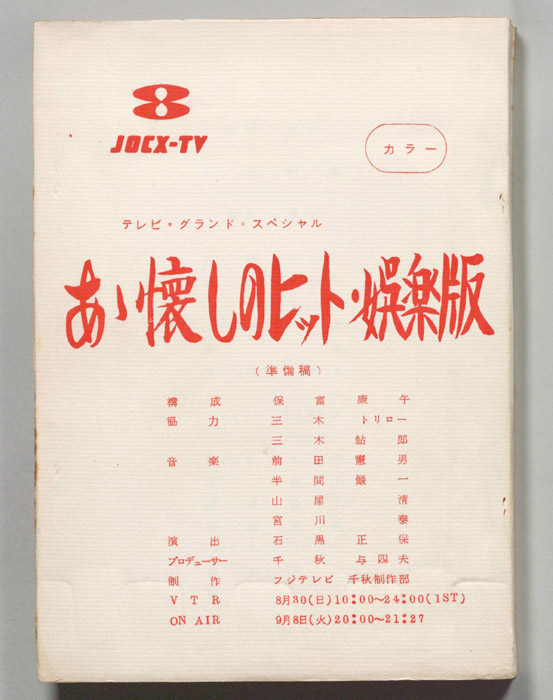 8
JOCX-TV
カラー
テレビ・グランド・スペシャル
あゝ懐しのヒット・娯楽版
(準備稿)
構成 保富康午
協力 三木トリロー
三木鮎郎
音楽 前田憲男
半間巖一
山屋清
宮川泰
演出 石黒正保
プロデューサー 千秋与四夫
制作 フジテレビ 千秋制作部
VTR 8月30(日)10:00~24:00(1ST)
ON AIR 9月8日(火)20:00~21:27